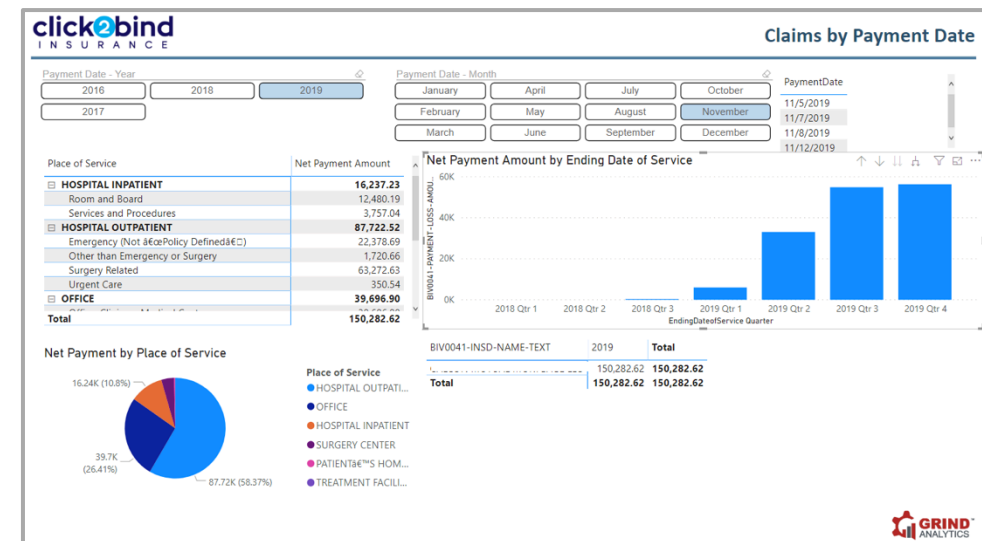 click2bind
INSURANCE
Claims by Payment Date
Payment Date - Year
2016 2018 2019
2017
Payment Date - Month
January April July October
February May August November
March June September December
PaymentDate
11/5/2019
11/7/2019
11/8/2019
11/12/2019
Place of Service Net Payment Amount
HOSPITAL INPATIENT 16,237.23
Room and Board 12,480.19
Services and Procedures 3,757.04
HOSPITAL OUTPATIENT 87,722.52
Emergency (Not â€œPolicy Definedâ€□) 22,378.69
Other than Emergency or Surgery 1,720.66
Surgery Related 63,272.63
Urgent Care 350.54
OFFICE 39,696.90
Total 150,282.62
Net Payment Amount by Ending Date of Service
BIV0041-PAYMENT-LOSS-AMOU...
60K
40K
20K
0K
2018 Qtr 1 2018 Qtr 2 2018 Qtr 3 2019 Qtr 1 2019 Qtr 2 2019 Qtr 3 2019 Qtr 4
EndingDateofService Quarter
BIV0041-INSD-NAME-TEXT 2019 Total
150,282.62 150,282.62
Total 150,282.62 150,282.62
Net Payment by Place of Service
16.24K (10.8%)
39.7K
(26.41%)
87.72K (58.37%)
Place of Service
HOSPITAL OUTPATI...
OFFICE
HOSPITAL INPATIENT
SURGERY CENTER
PATIENTâ€™S HOM...
TREATMENT FACILI...
GRIND
ANALYTICS